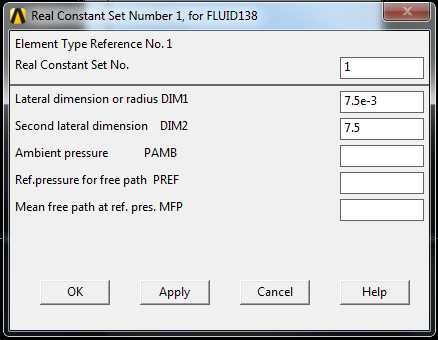 Real Constant Set Number 1, for FLUID138
Element Type Reference No. 1
Real Constant Set No. 1
Lateral dimension or radius DIM1 7.5e-3
Second lateral dimension DIM2 7.5
Ambient pressure PAMB
Ref.pressure for free path PREF
Mean free path at ref. pres. MFP
OK Apply Cancel Help